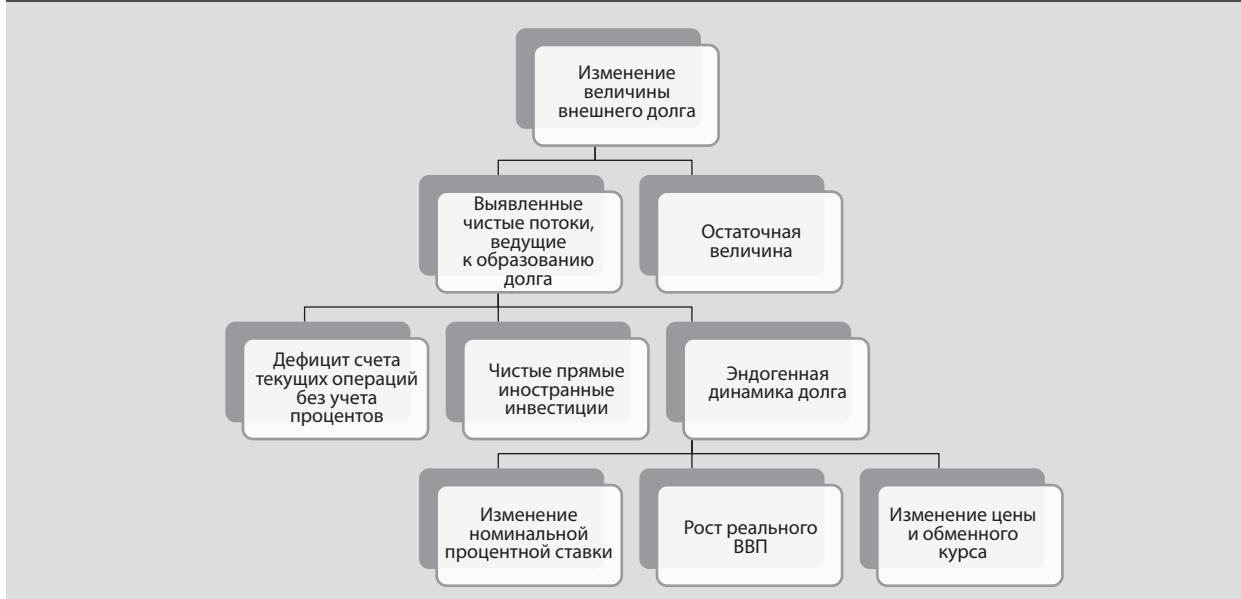 Изменение
величины
внешнего долга
Выявленные
чистые потоки,
ведущие
к образованию
долга
Остаточная
величина
Дефицит счета
текущих операций
без учета
процентов
Чистые прямые
иностранные
инвестиции
Эндогенная
динамика долга
Изменение
номинальной
процентной ставки
Рост реального
ВВП
Изменение цены
и обменного
курса